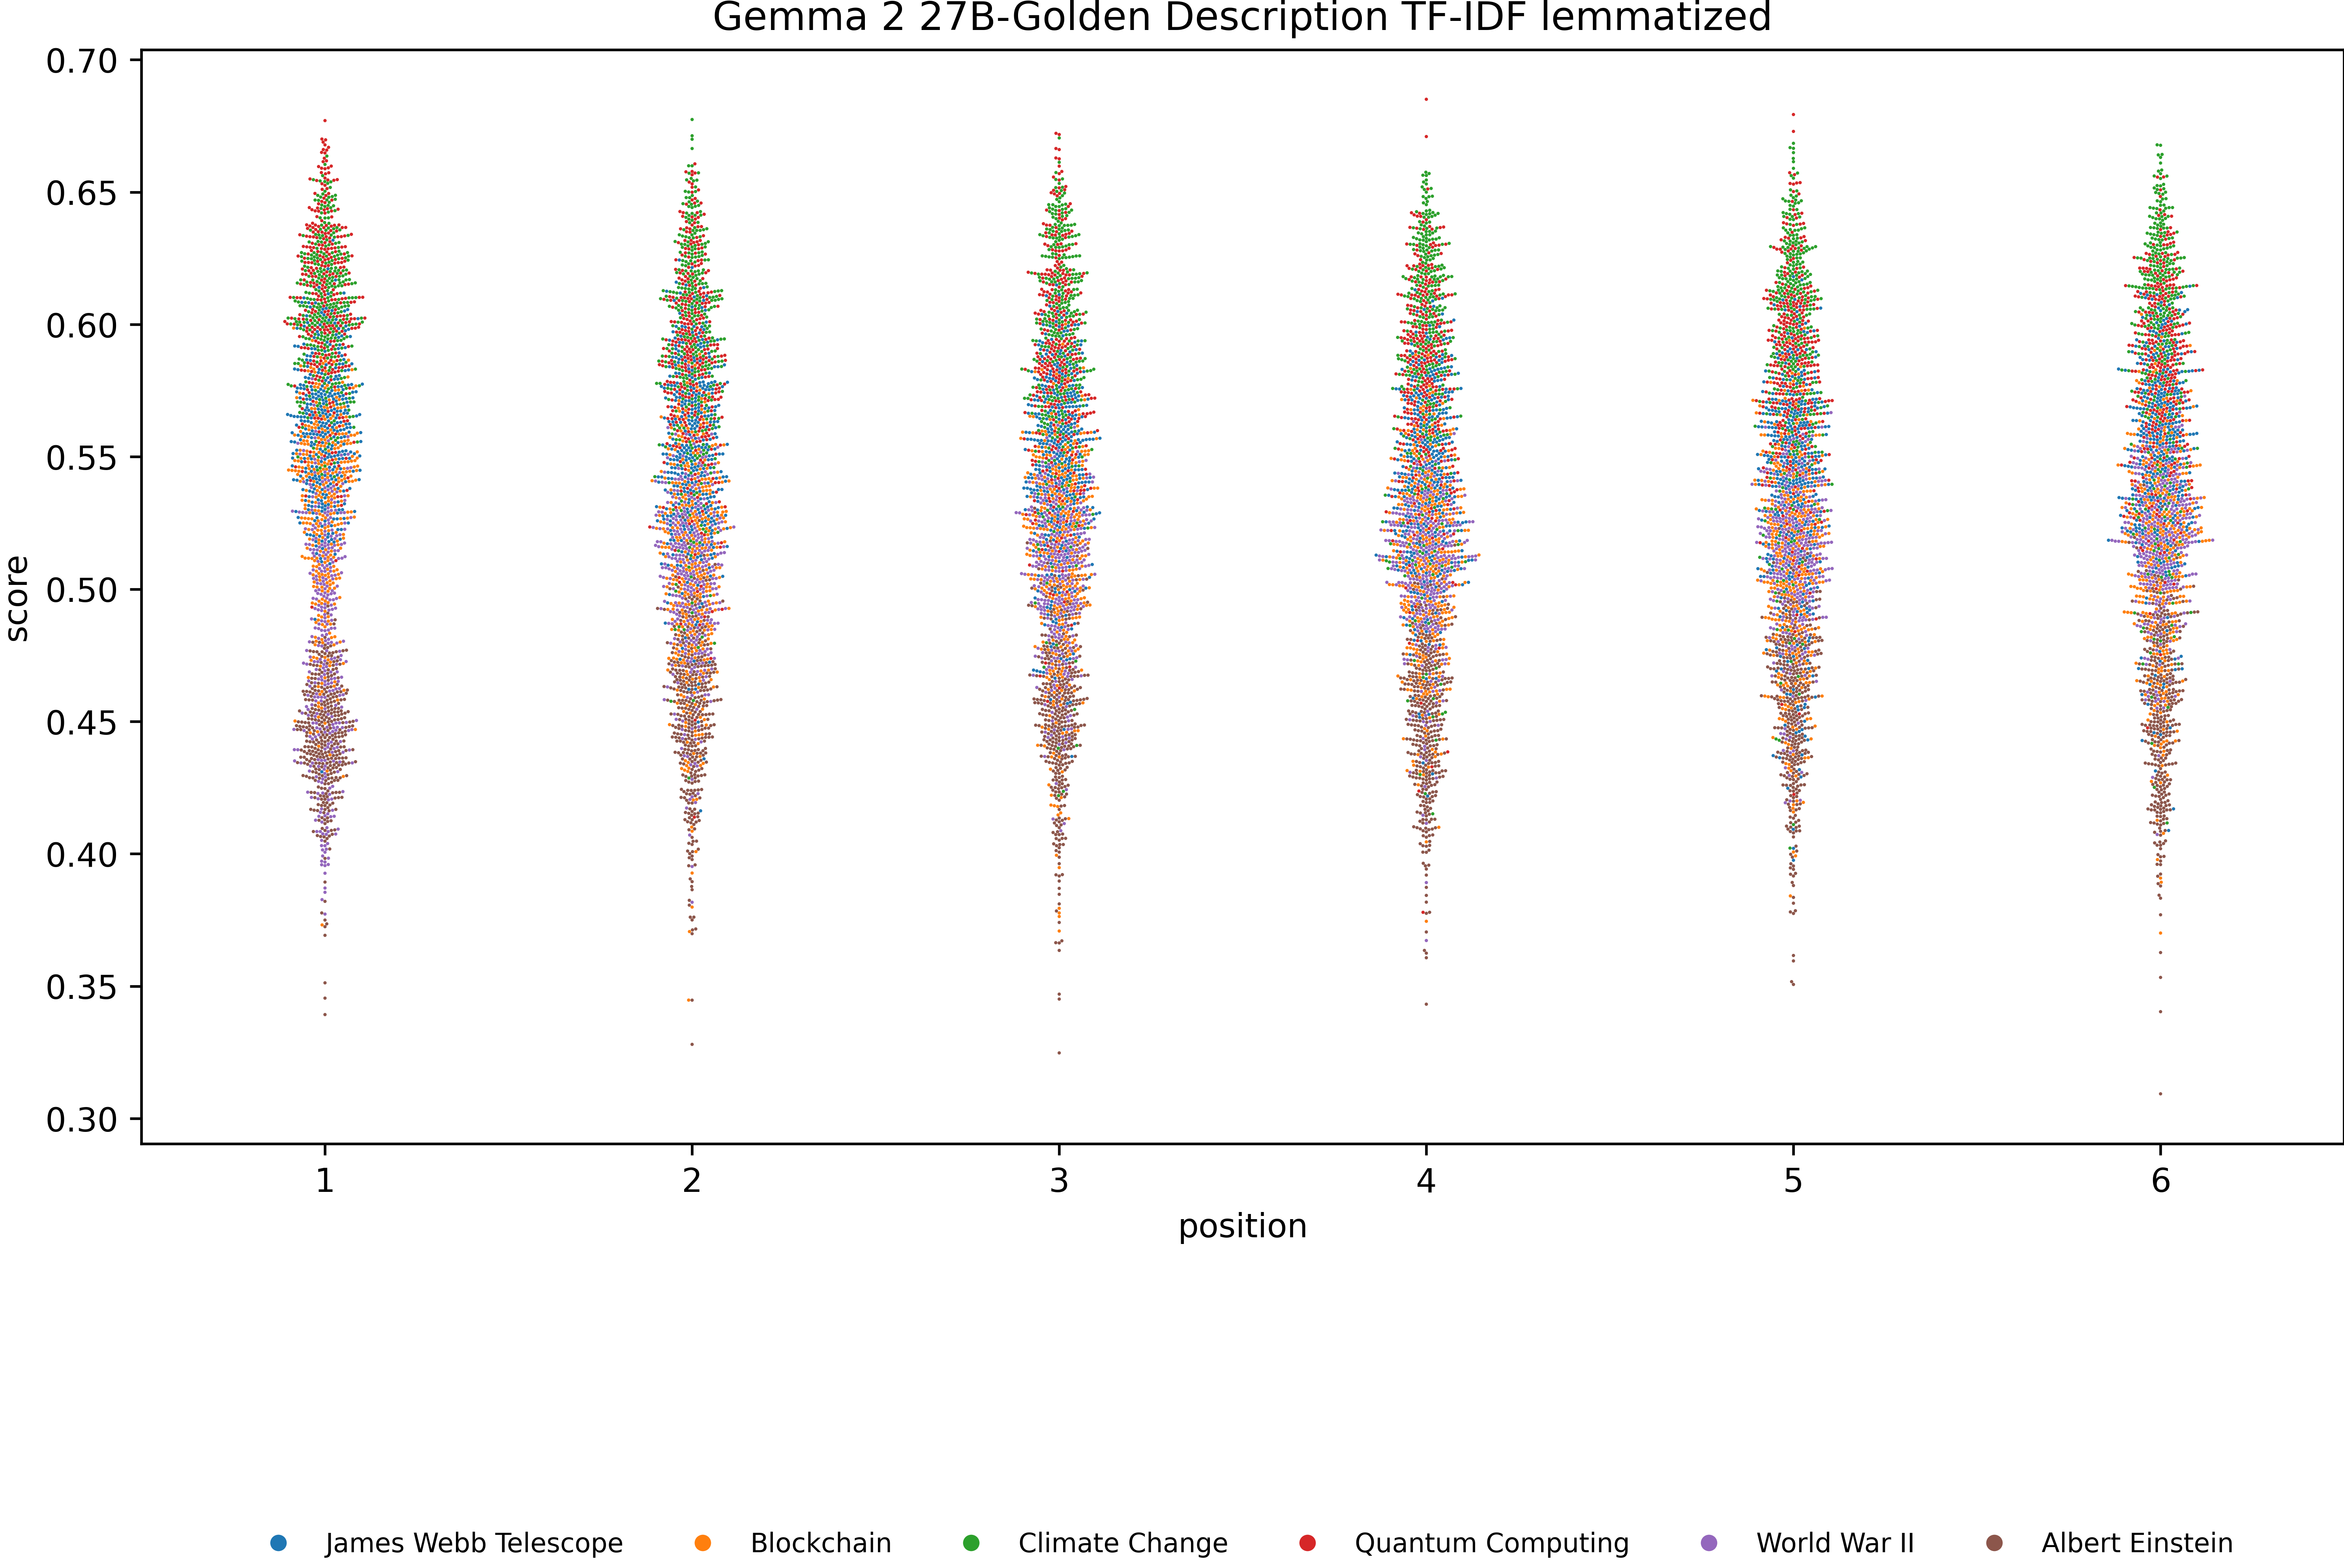 Gemma 2 27B-Golden Description TF-IDF lemmatized
score
0.70
0.65
0.60
0.55
0.50
0.45
0.40
0.35
0.30
1 2 3 4 5 6
position
James Webb Telescope Blockchain Climate Change Quantum Computing World War II Albert Einstein